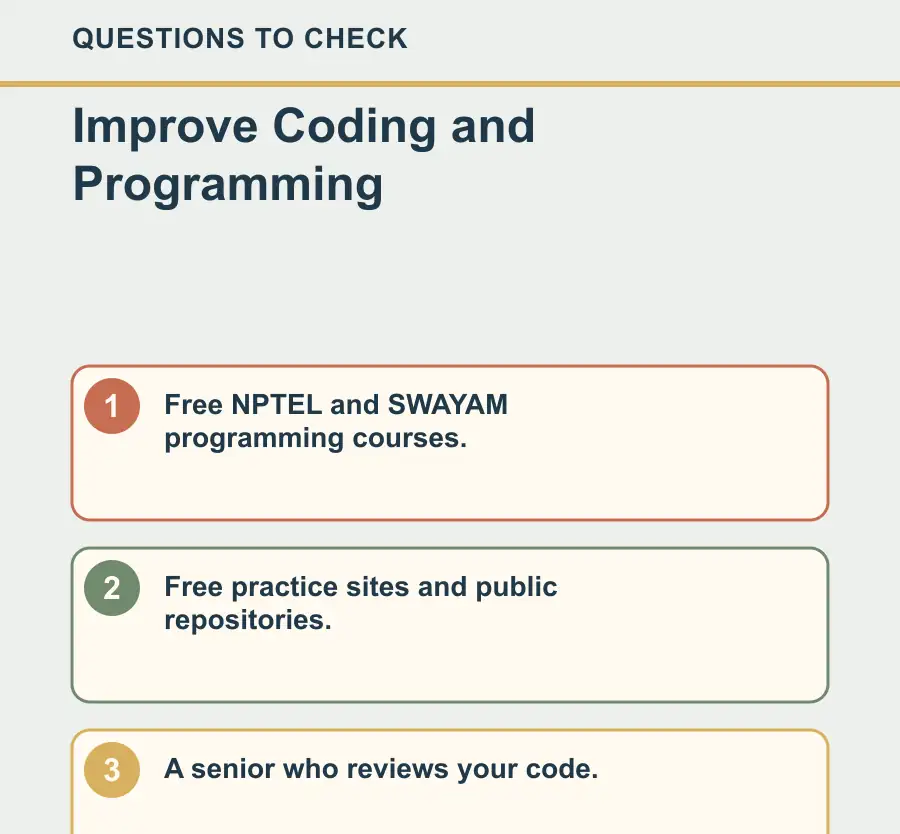 QUESTIONS TO CHECK
Improve Coding and
Programming
1
Free NPTEL and SWAYAM
programming courses.
2
Free practice sites and public
repositories.
3
A senior who reviews your code.